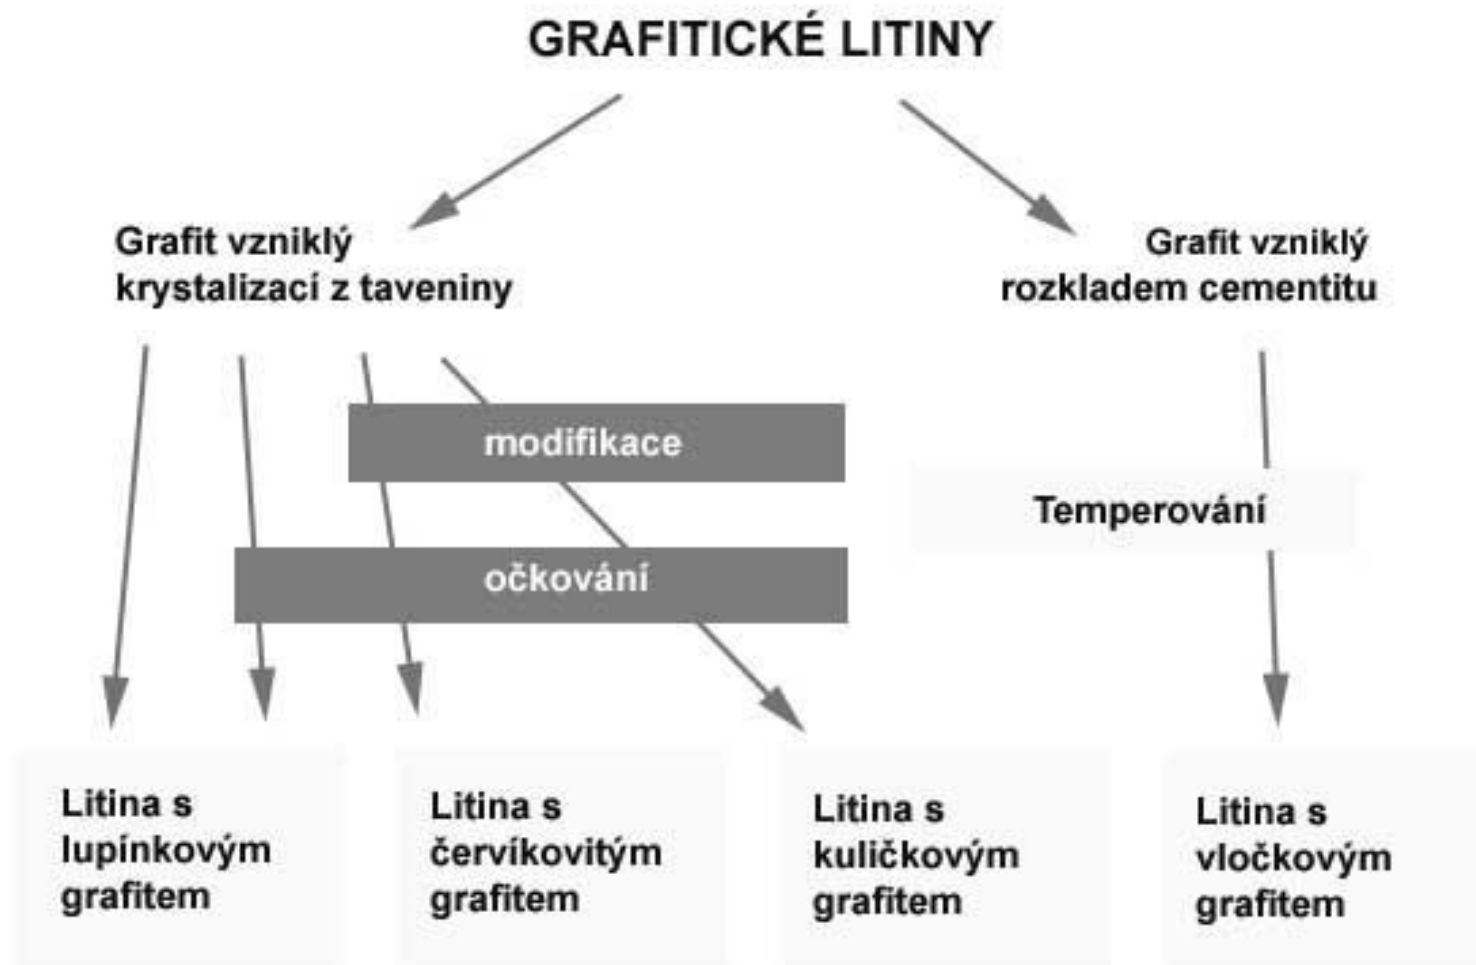 GRAFITICKÉ LITINY
Grafit vzniklý
krystalizací z taveniny
Grafit vzniklý
rozkladem cementitu
modifikace
Temperování
očkování
Litina s
lupínkovým
grafitem
Litina s
červíkovitým
grafitem
Litina s
kuličkovým
grafitem
Litina s
vločkovým
grafitem